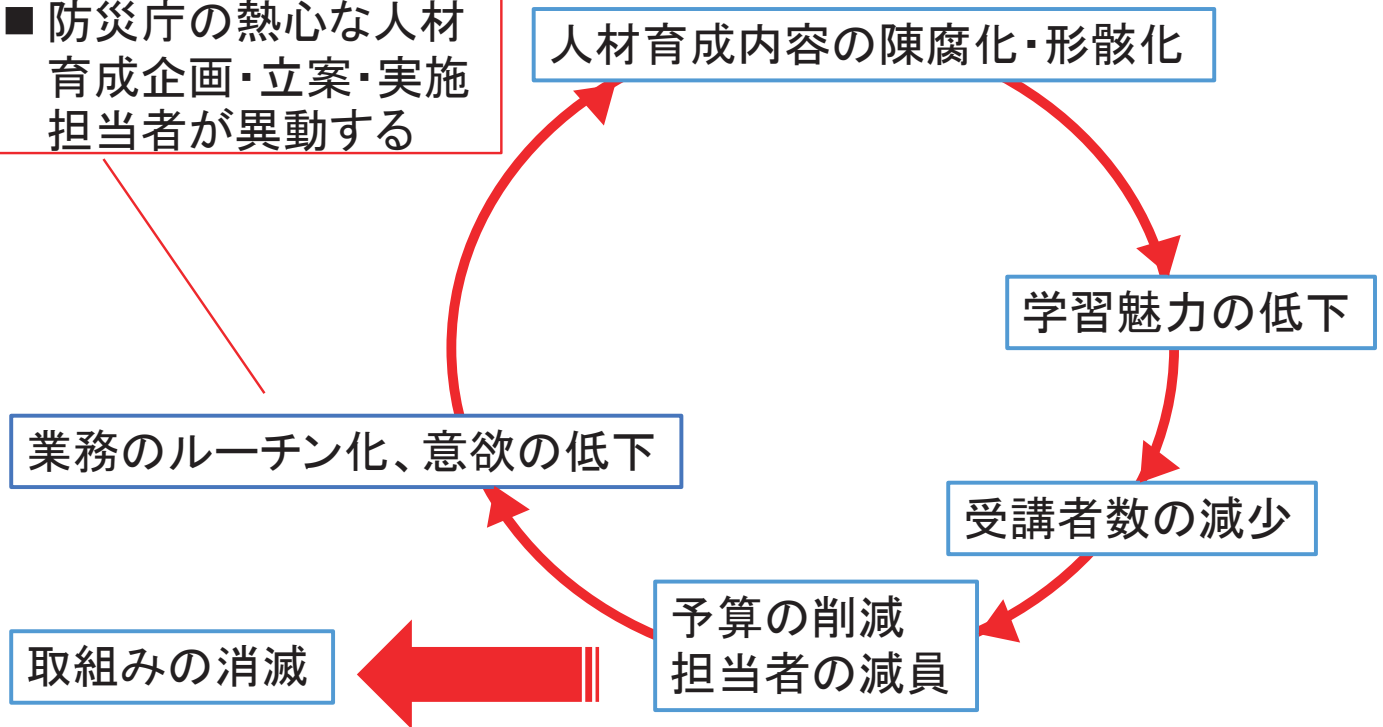 ■ 防災庁の熱心な人材
育成企画・立案・実施
担当者が異動する
人材育成内容の陳腐化・形骸化
学習魅力の低下
受講者数の減少
予算の削減
担当者の減員
業務のルーチン化、意欲の低下
取組みの消滅